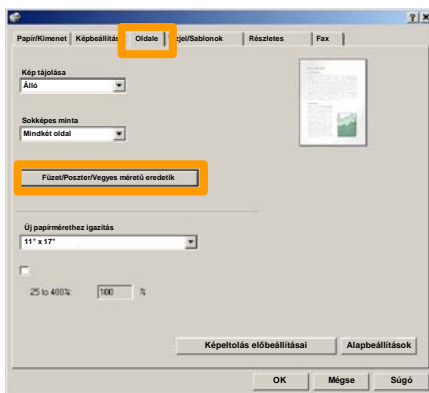 Papír/Kimenet Képbeállítás Oldale jel/Sablonok Részletes Fax
Kép tájolása
Álló
Sokképes minta
Mindkét oldal
Füzet/Poszter/Vegyes méretű eredetik
Új papírmérethez igazítás
11" x 17"
25 to 400%: 100 %
Képeltolás előbeállításai Alapbeállítások
OK Mégse Súgó